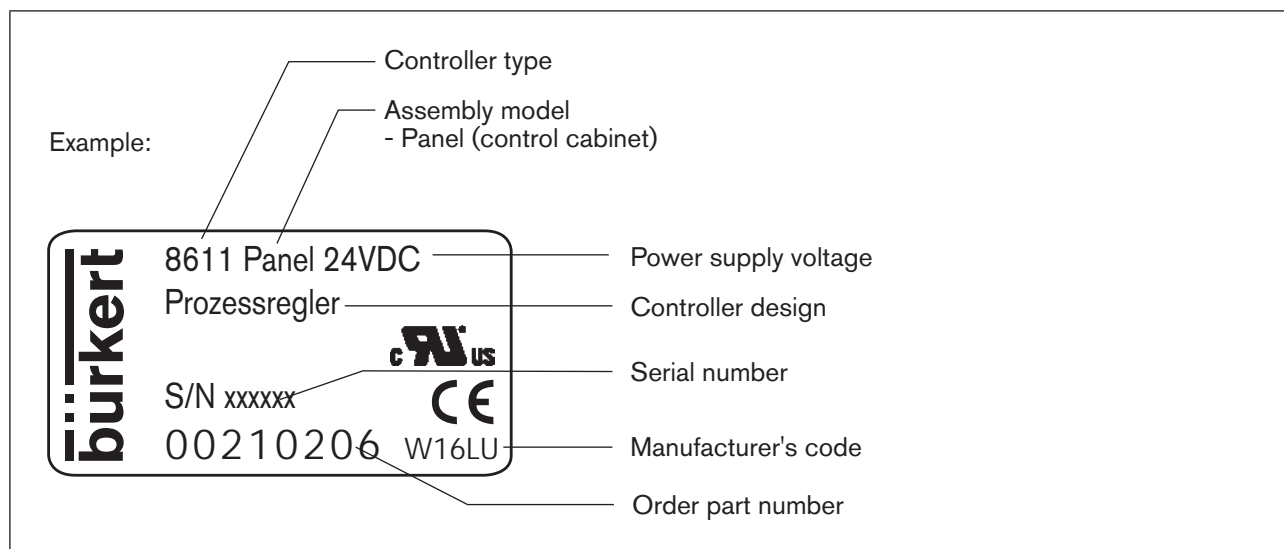 Controller type
Assembly model
- Panel (control cabinet)
Example:
bürkert
8611 Panel 24VDC
Power supply voltage
Prozessregler
Controller design
c RU US
Serial number
S/N xxxxxx
CE
00210206
W16LU
Manufacturer's code
Order part number